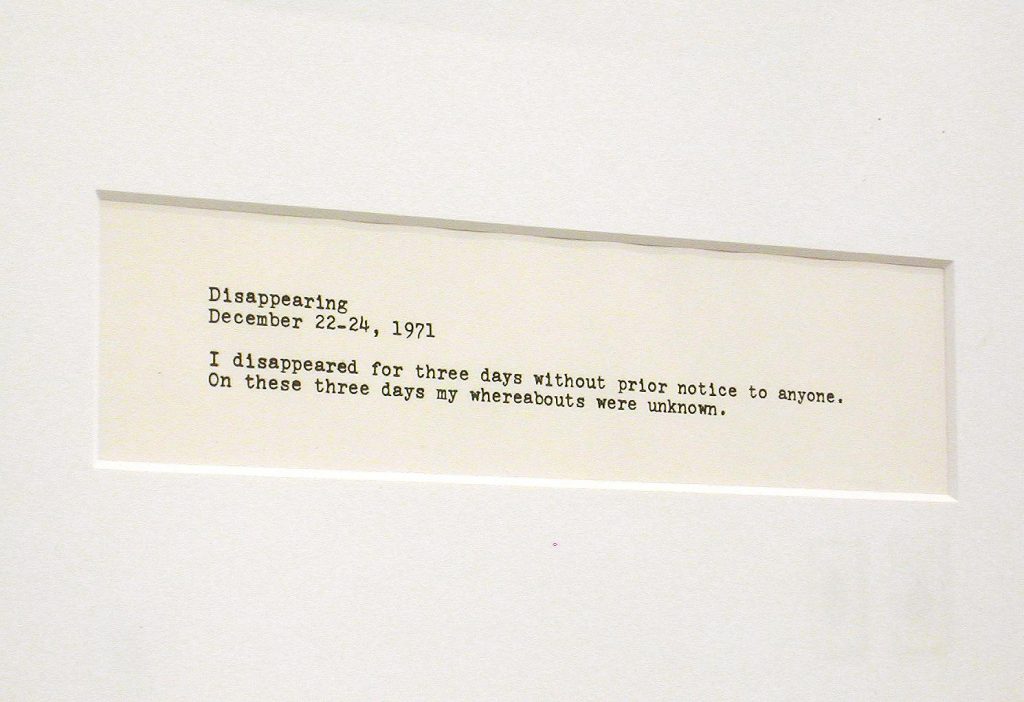 Disappearing
December 22-24, 1971
I disappeared for three days without prior notice to anyone.
On these three days my whereabouts were unknown.